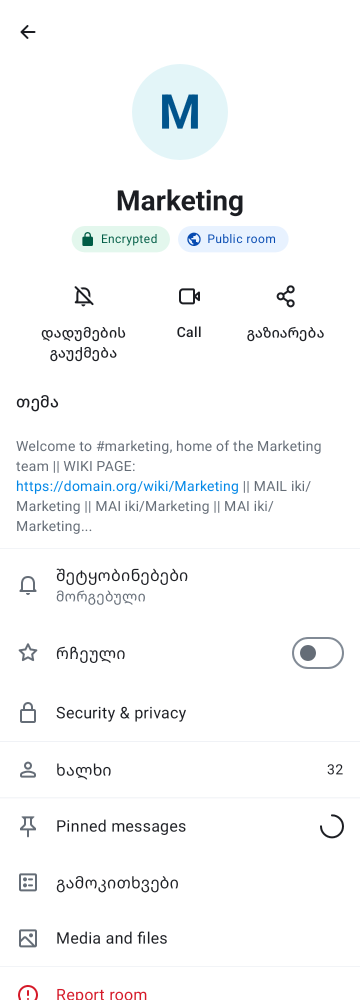 M
Marketing
Encrypted
Public room
დადუმების
გაუქმება
Call
გაზიარება
თემა
Welcome to #marketing, home of the Marketing
team || WIKI PAGE:
https://domain.org/wiki/Marketing || MAIL iki/
Marketing || MAI iki/Marketing || MAI iki/
Marketing...
შეტყობინებები
მორგებული
რჩეული
Security & privacy
ხალხი
32
Pinned messages
გამოკითხვები
Media and files
Report room